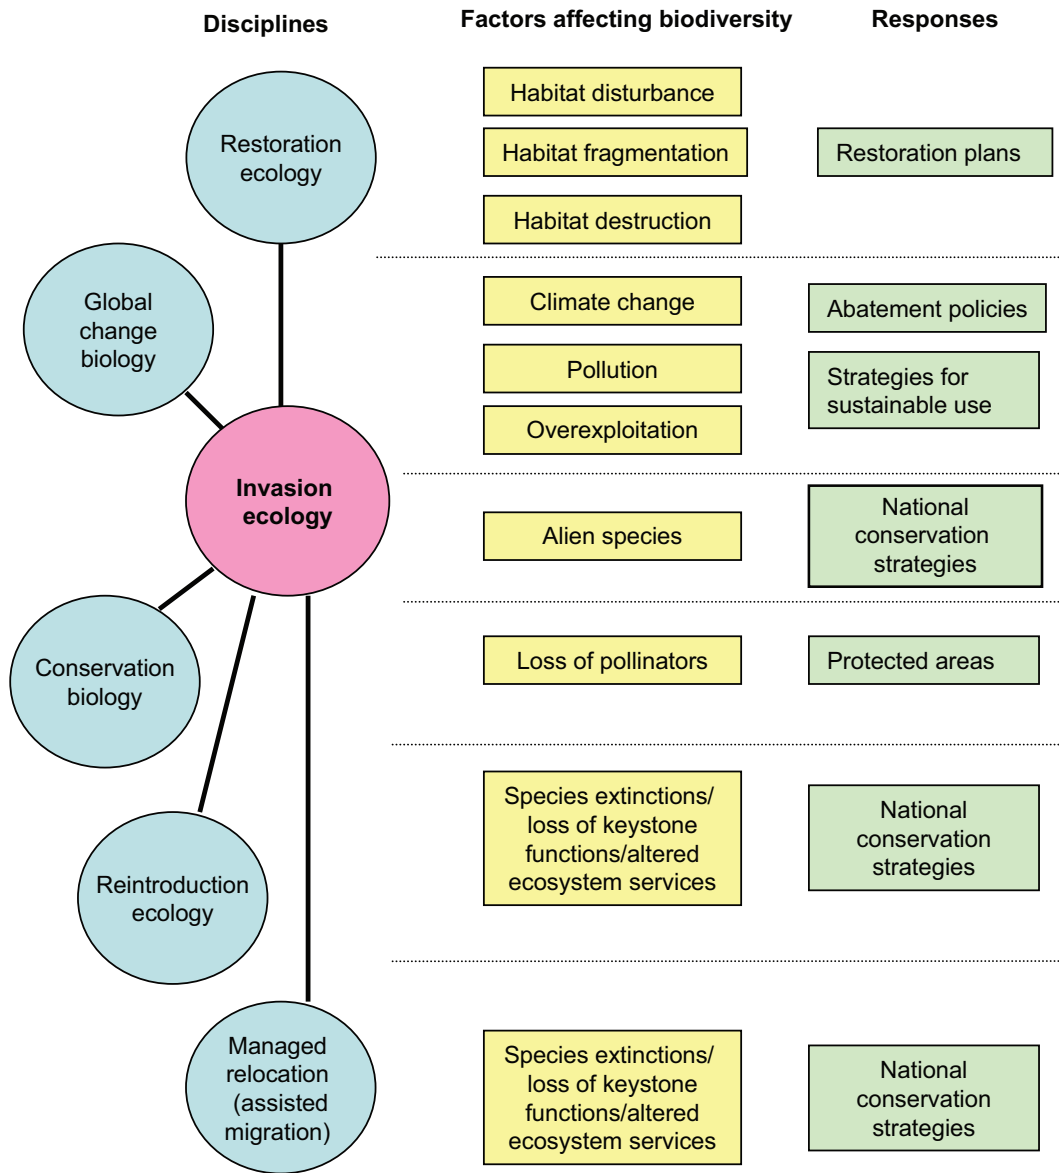 Disciplines
Factors affecting biodiversity
Responses
Restoration
ecology
Habitat disturbance
Habitat fragmentation
Habitat destruction
Restoration plans
Global
change
biology
Climate change
Pollution
Overexploitation
Abatement policies
Strategies for
sustainable use
Invasion
ecology
Alien species
National
conservation
strategies
Conservation
biology
Loss of pollinators
Protected areas
Reintroduction
ecology
Species extinctions/
loss of keystone
functions/altered
ecosystem services
National
conservation
strategies
Managed
relocation
(assisted
migration)
Species extinctions/
loss of keystone
functions/altered
ecosystem services
National
conservation
strategies